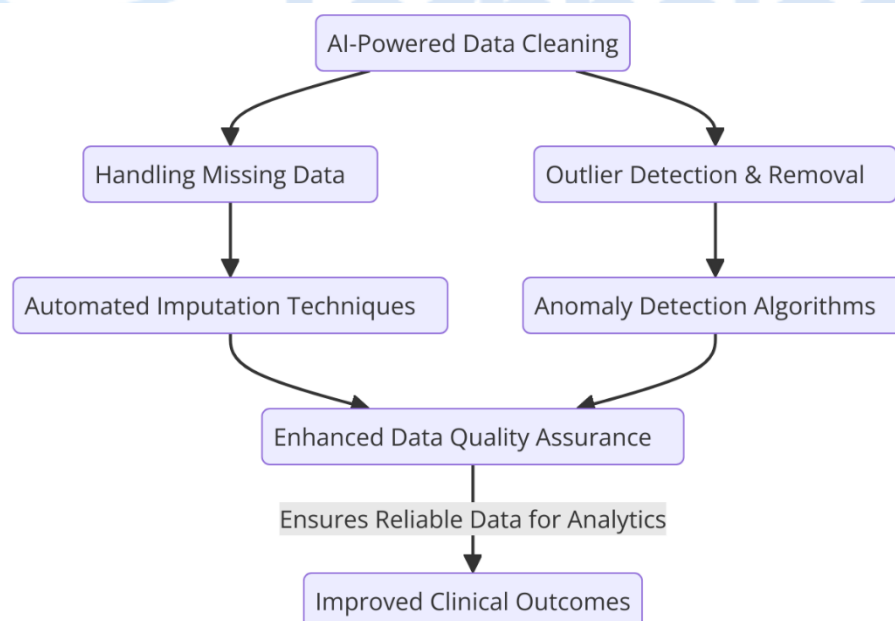 AI-Powered Data Cleaning
Handling Missing Data
Outlier Detection & Removal
Automated Imputation Techniques
Anomaly Detection Algorithms
Enhanced Data Quality Assurance
Ensures Reliable Data for Analytics
Improved Clinical Outcomes